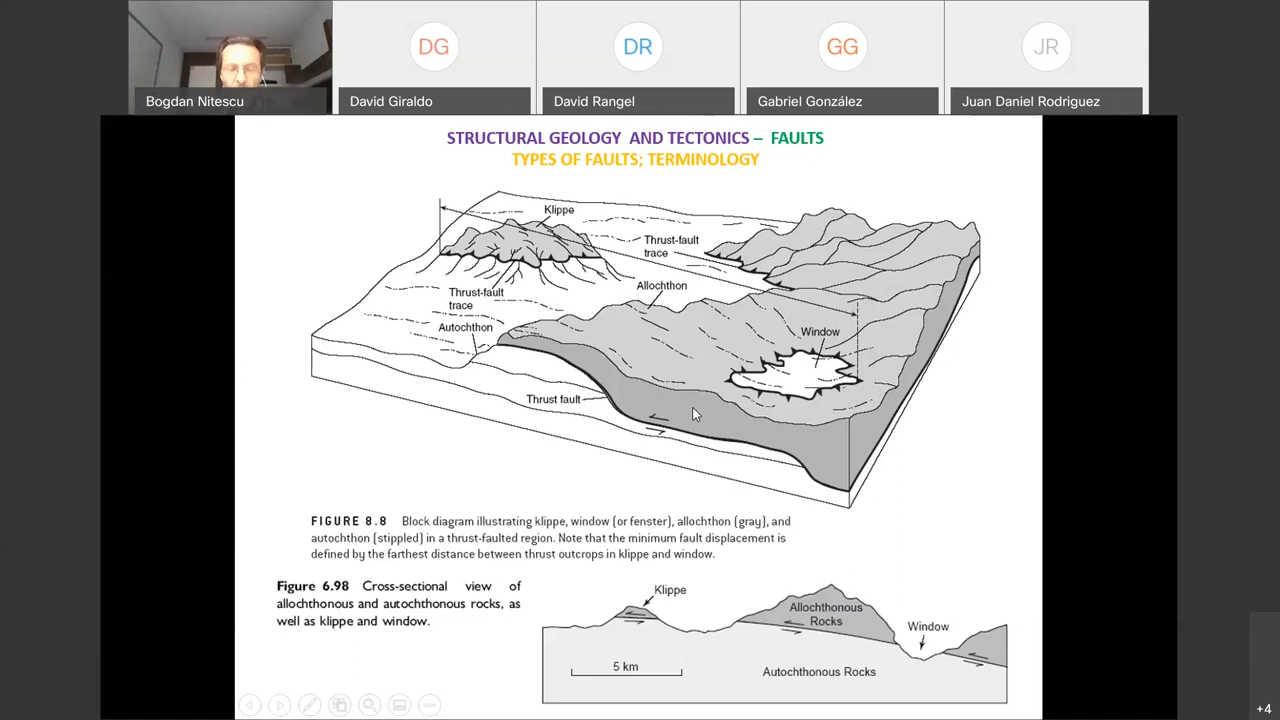 DG
DR
GG
JR
Bogdan Nitescu
David Giraldo
David Rangel
Gabriel González
Juan Daniel Rodriguez
STRUCTURAL GEOLOGY AND TECTONICS – FAULTS
TYPES OF FAULTS; TERMINOLOGY
Klippe
Thrust-fault
trace
Allochthon
Thrust-fault
trace
Autochthon
Window
Thrust fault
FIGURE 8.8 Block diagram illustrating klippe, window (or fenster), allochthon (gray), and
autochthon (stippled) in a thrust-faulted region. Note that the minimum fault displacement is
defined by the farthest distance between thrust outcrops in klippe and window.
Figure 6.98 Cross-sectional view of
allochthonous and autochthonous rocks, as
well as klippe and window.
Klippe
Allochthonous
Rocks
Window
5 km
Autochthonous Rocks
+4